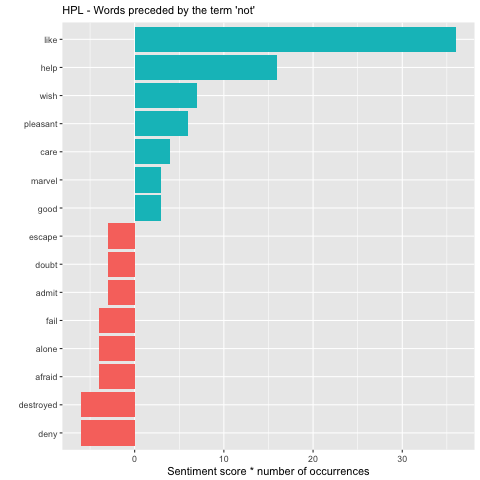 HPL - Words preceded by the term 'not'
like
help
wish
pleasant
care
marvel
good
escape
doubt
admit
fail
alone
afraid
destroyed
deny
0 10 20 30
Sentiment score * number of occurrences